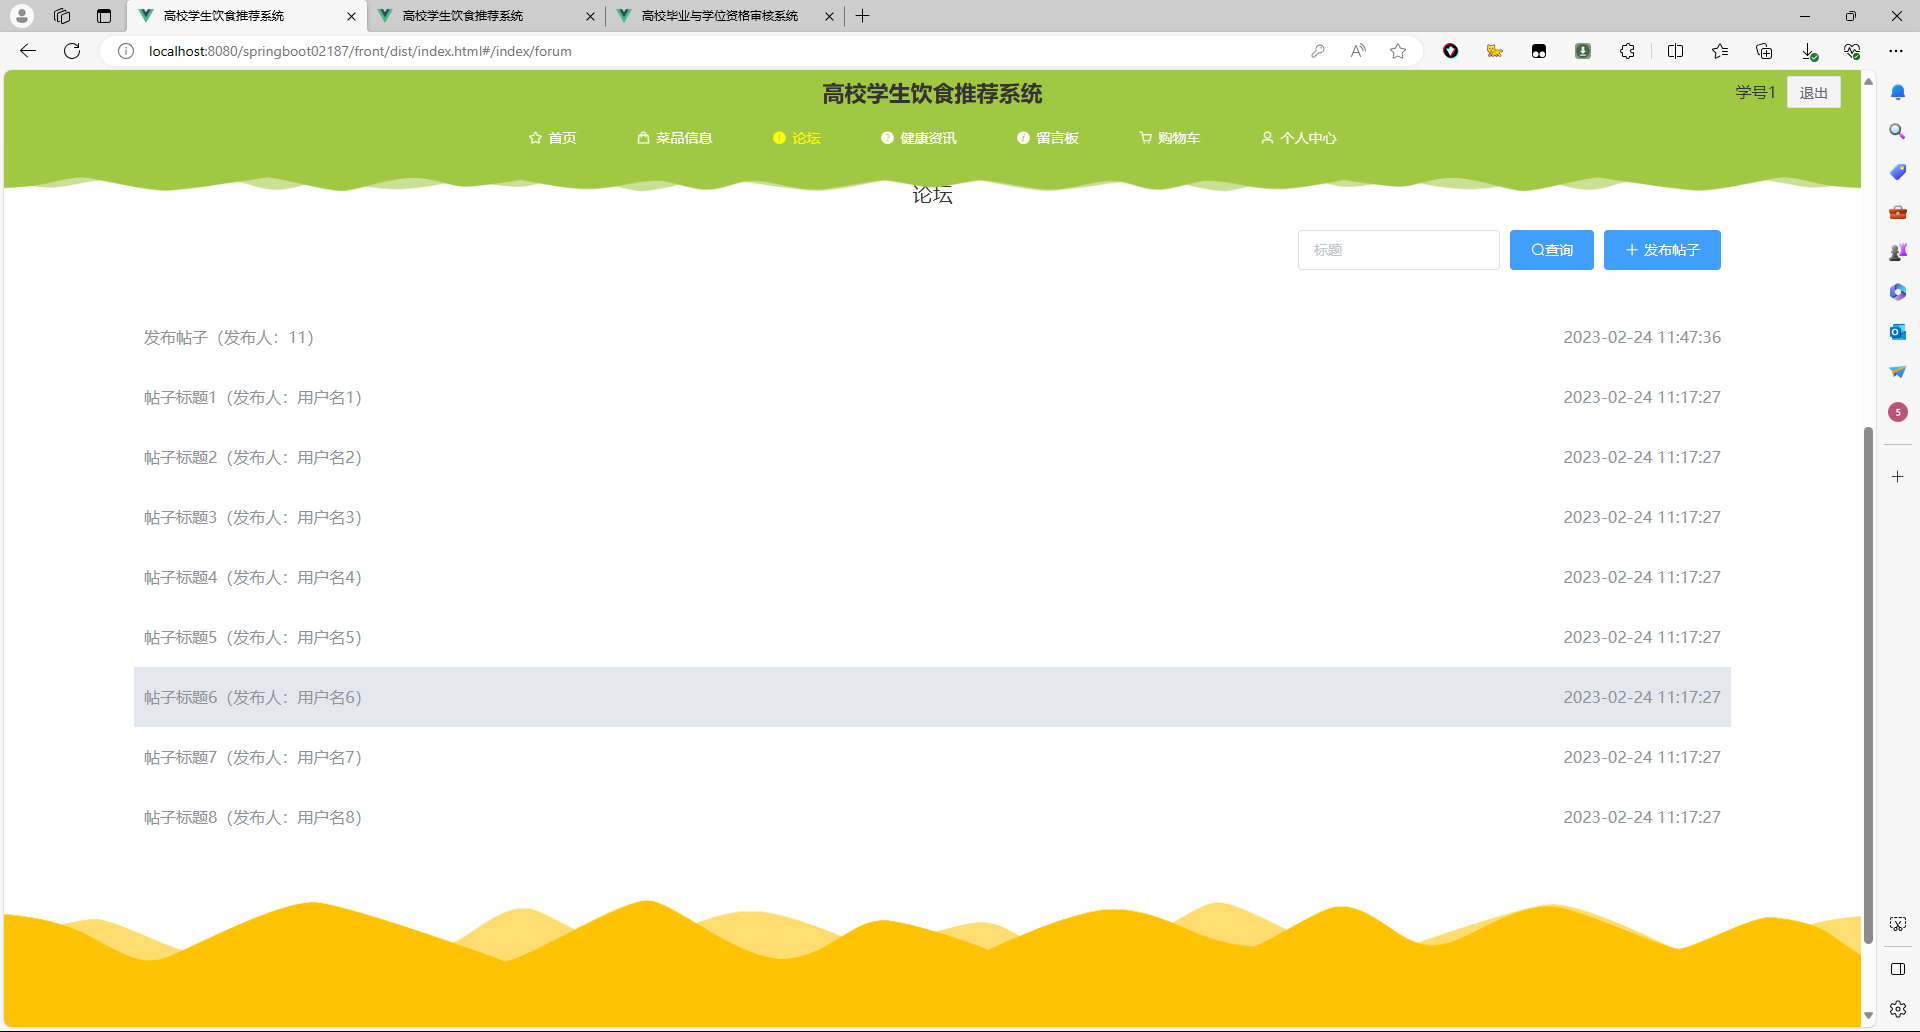 高校学生饮食推荐系统
高校学生饮食推荐系统
高校毕业与学位资格审核系统
localhost:8080/springboot02187/front/dist/index.html#/index/forum
高校学生饮食推荐系统
学号1
退出
首页
菜品信息
论坛
健康资讯
留言板
购物车
个人中心
论坛
标题
查询
发布帖子
发布帖子（发布人：11） 2023-02-24 11:47:36
帖子标题1（发布人：用户名1） 2023-02-24 11:17:27
帖子标题2（发布人：用户名2） 2023-02-24 11:17:27
帖子标题3（发布人：用户名3） 2023-02-24 11:17:27
帖子标题4（发布人：用户名4） 2023-02-24 11:17:27
帖子标题5（发布人：用户名5） 2023-02-24 11:17:27
帖子标题6（发布人：用户名6） 2023-02-24 11:17:27
帖子标题7（发布人：用户名7） 2023-02-24 11:17:27
帖子标题8（发布人：用户名8） 2023-02-24 11:17:27
5